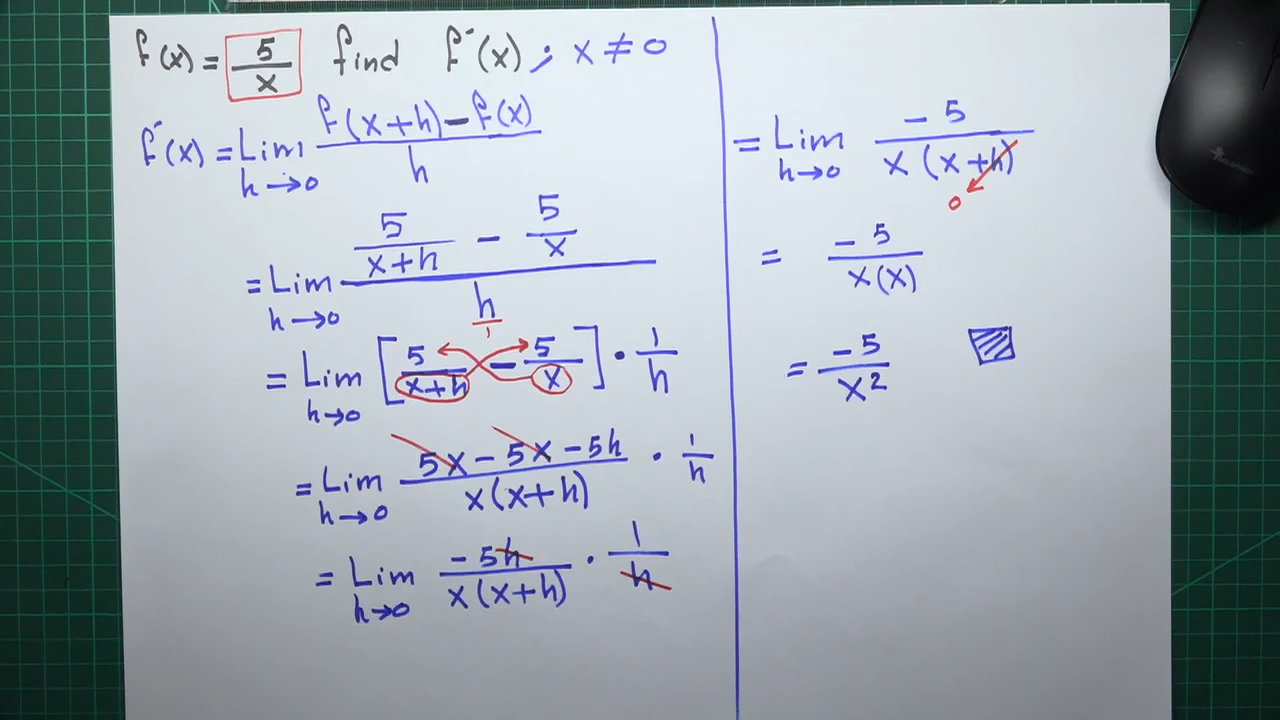 f(x) = 5/x find f'(x) ; x ≠ 0
f'(x) = Lim h→0 (f(x+h) − f(x))/h
= Lim h→0 (5/(x+h) − 5/x)/(h/1)
= Lim h→0 [5/(x+h) − 5/x] · 1/h
= Lim h→0 (5x − 5x − 5h)/(x(x+h)) · 1/h
= Lim h→0 (−5h)/(x(x+h)) · 1/h
= Lim h→0 −5/(x(x+h)) 0
= −5/(x(x))
= −5/x²